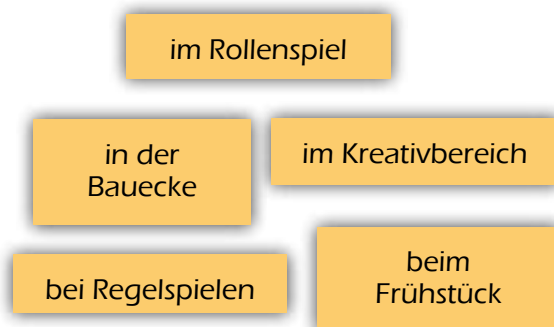 im Rollenspiel
in der
Bauecke
im Kreativbereich
bei Regelspielen
beim
Frühstück